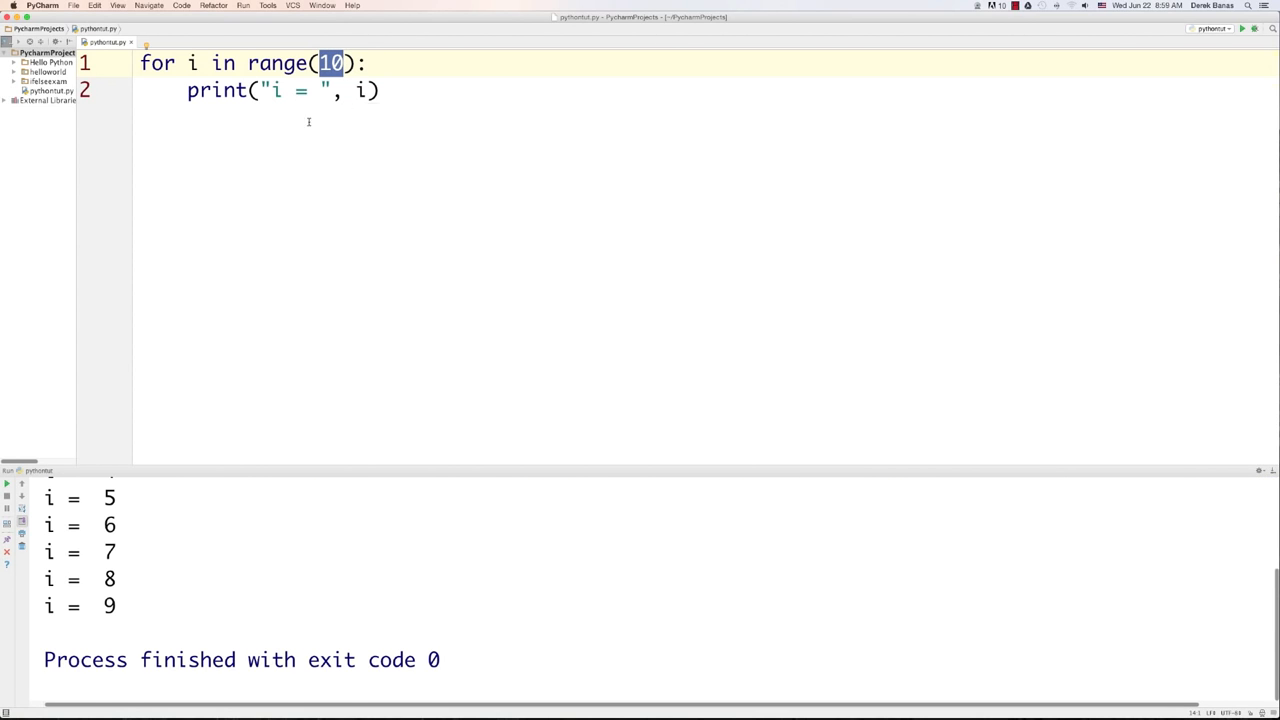 PyCharm File Edit View Navigate Code Refactor Run Tools VCS Window Help 10 Wed Jun 22 8:59 AM Derek Banas
pythontut.py - PycharmProjects - [~/PycharmProjects]
PycharmProjects pythontut.py pythontut
pythontut.py
PycharmProject
Hello Python
helloworld
ifelseexam
pythontut.py
External Librarie
1 for i in range(10):
2 print("i = ", i)
Run pythontut
i = 5
i = 6
i = 7
i = 8
i = 9
Process finished with exit code 0
14:1 LF UTF-8